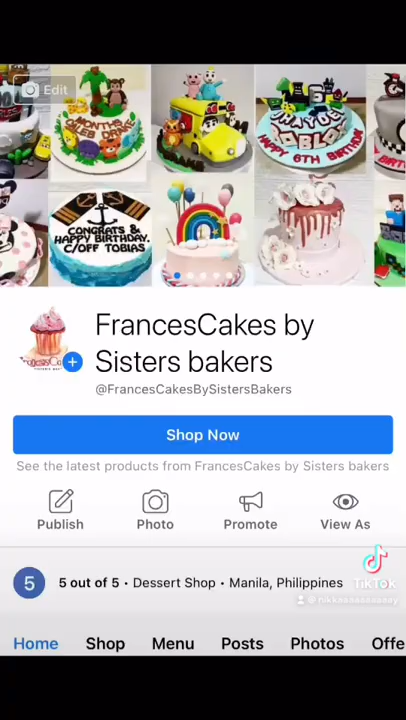 Edit
6 MONTHS
HAPPY 6TH BIRTHDAY
CONGRATS &
HAPPY BIRTHDAY.
C/OFF TOBIAS
FrancesCakes by
Sisters bakers
@FrancesCakesBySistersBakers
Shop Now
See the latest products from FrancesCakes by Sisters bakers
Publish
Photo
Promote
View As
5
5 out of 5 • Dessert Shop • Manila, Philippines
TikTok
Home
Shop
Menu
Posts
Photos
Offe